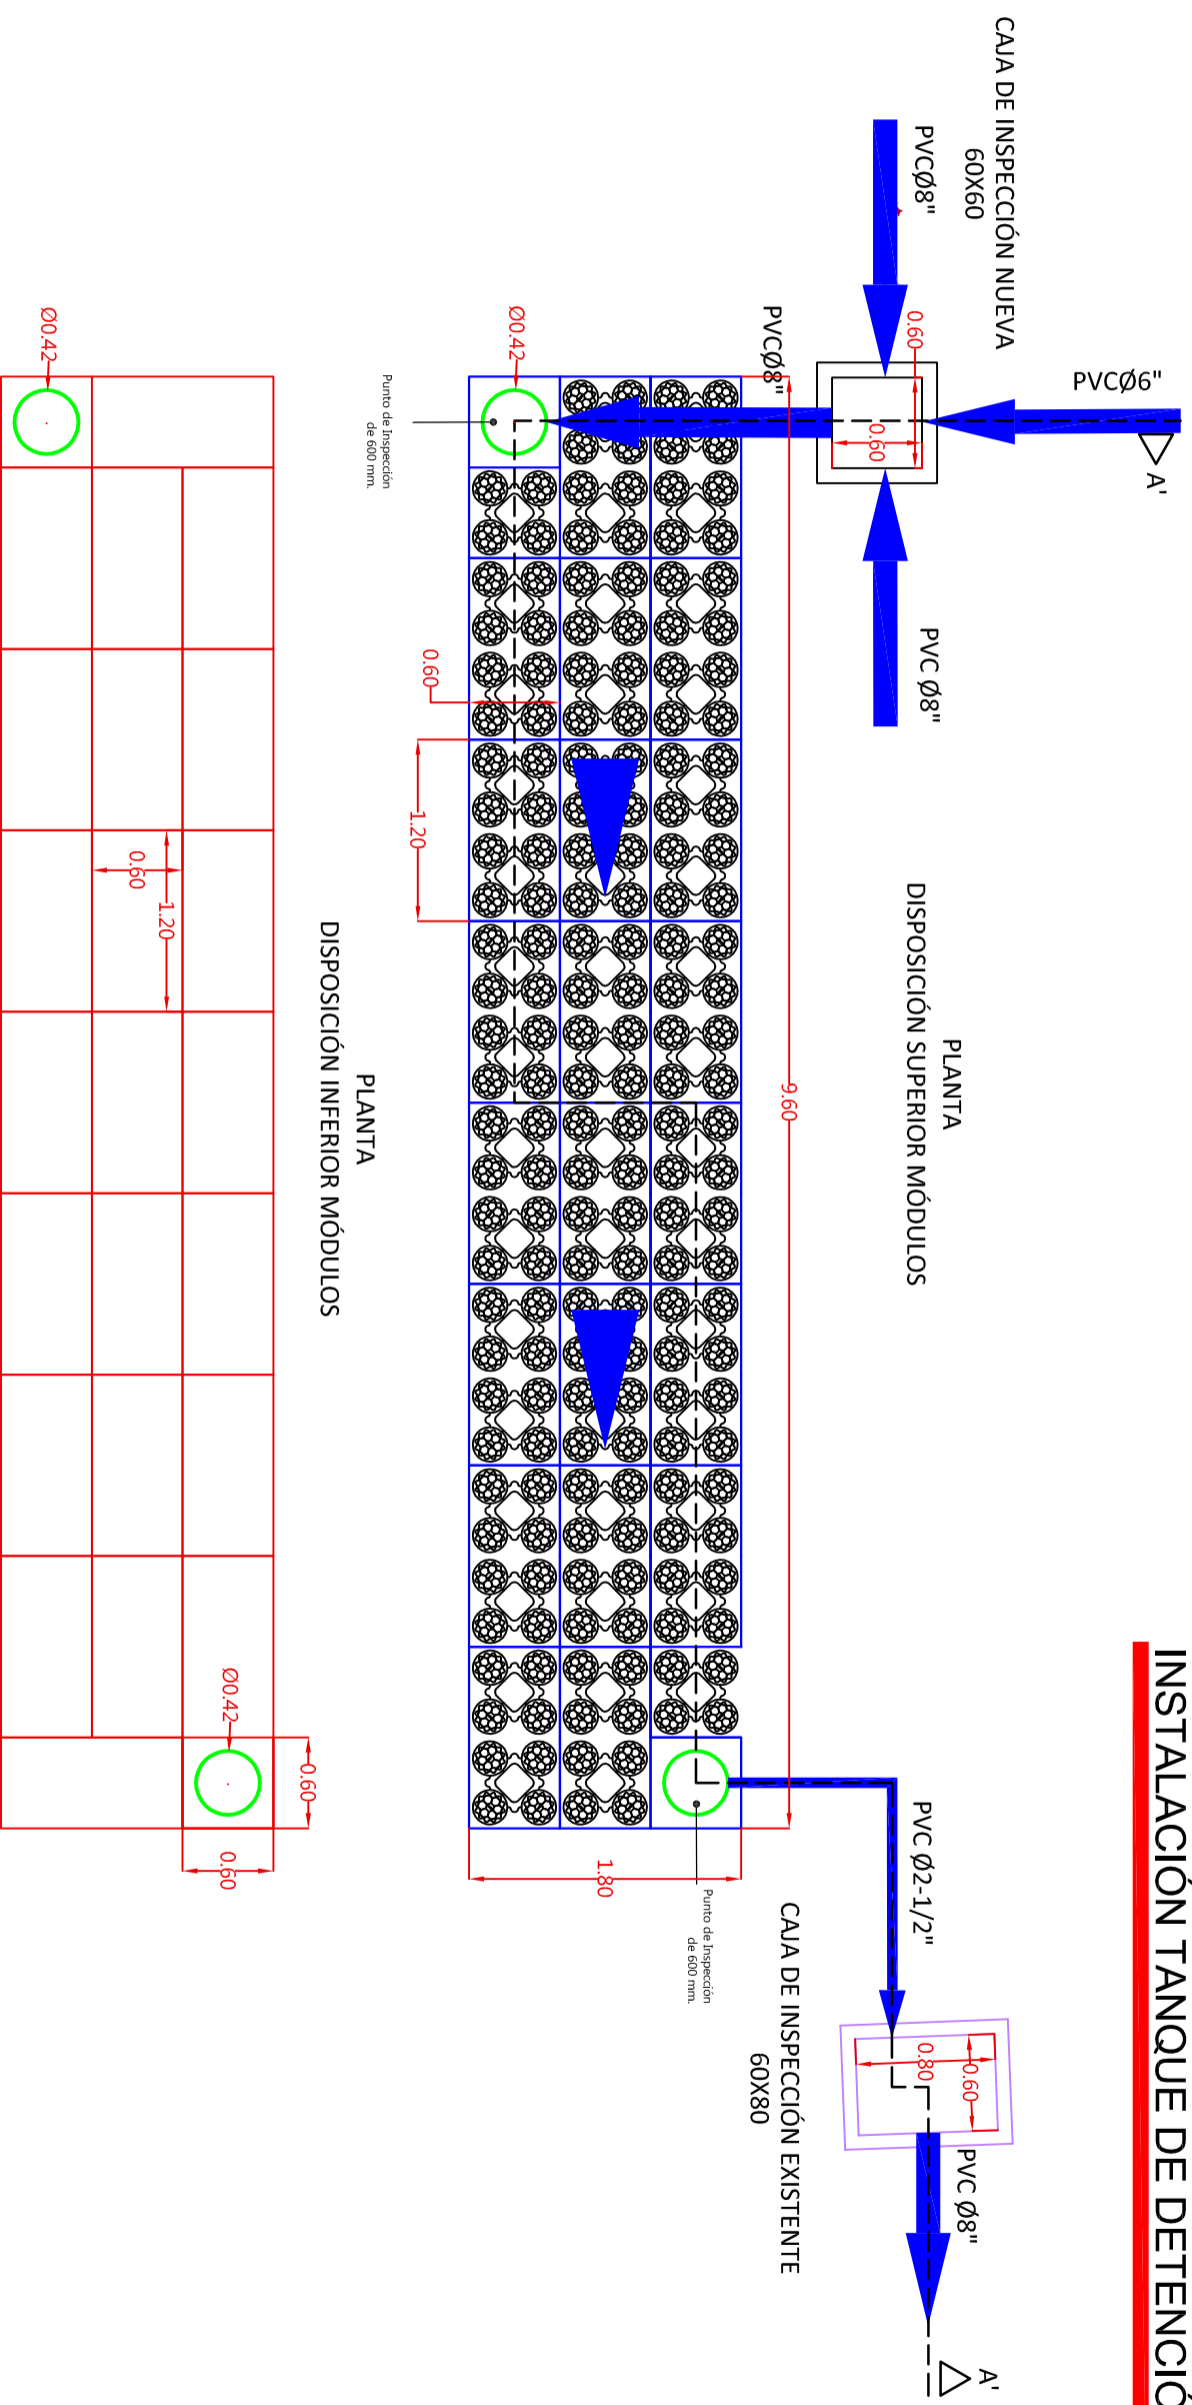 INSTALACIÓN TANQUE DE DETENCIÓ
CAJA DE INSPECCIÓN NUEVA
60X60
PVCØ6"
A'
PVCØ8"
0.60
0.60
PVC Ø8"
PVCØ8"
PLANTA
DISPOSICIÓN SUPERIOR MÓDULOS
9.60
PVC Ø2-1/2"
CAJA DE INSPECCIÓN EXISTENTE
60X80
0.80
0.60
PVC Ø8"
A'
Ø0.42
Punto de Inspección
de 600 mm.
0.60
1.20
1.80
Punto de Inspección
de 600 mm.
PLANTA
DISPOSICIÓN INFERIOR MÓDULOS
Ø0.42
0.60
1.20
Ø0.42
0.60
0.60